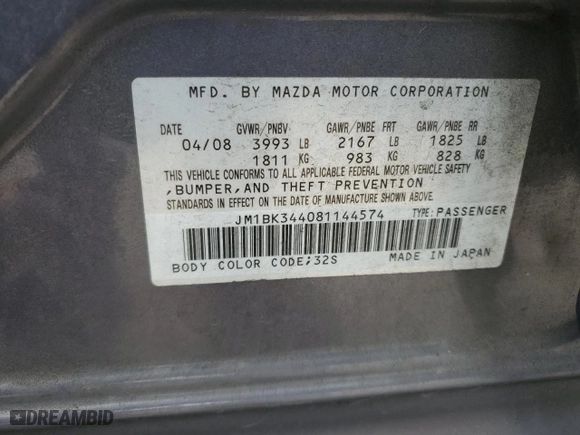 MFD. BY MAZDA MOTOR CORPORATION
DATE GVWR/PNBV GAWR/PNBE FRT GAWR/PNBE RR
04/08 3993 LB 2167 LB 1825 LB
1811 KG 983 KG 828 KG
THIS VEHICLE CONFORMS TO ALL APPLICABLE FEDERAL MOTOR VEHICLE SAFETY
,BUMPER,AND THEFT PREVENTION
STANDARDS IN EFFECT ON THE DATE OF MANUFACTURE SHOWN ABOVE.
JM1BK344081144574 TYPE:PASSENGER
BODY COLOR CODE;32S MADE IN JAPAN
DREAMBID